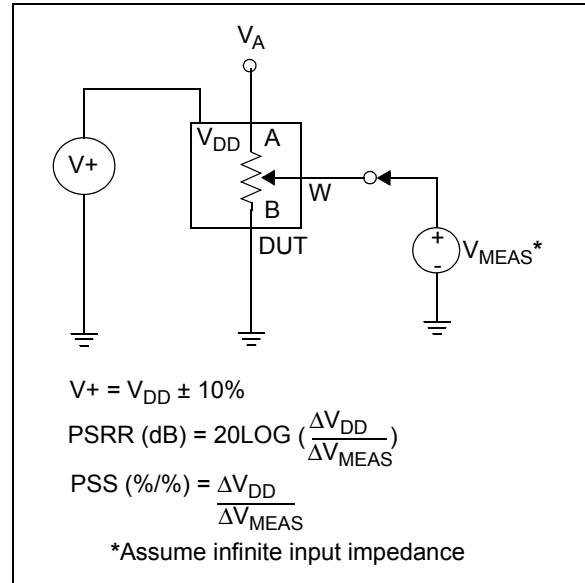 V_A
V_DD A
V+
W
B
DUT
+
-
V_MEAS*
V+ = V_DD ± 10%
PSRR (dB) = 20LOG (ΔV_DD / ΔV_MEAS)
PSS (%/%) = ΔV_DD / ΔV_MEAS
*Assume infinite input impedance